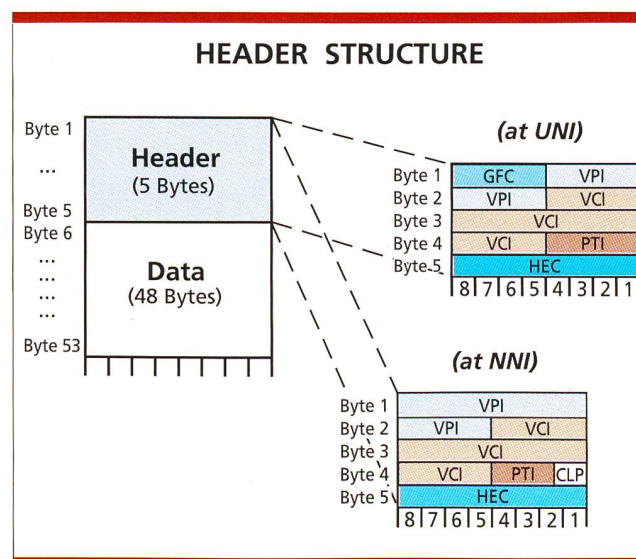 HEADER STRUCTURE
Byte 1
...
Byte 5
Byte 6
...
...
...
...
Byte 53
Header
(5 Bytes)
Data
(48 Bytes)
(at UNI)
Byte 1 GFC VPI
Byte 2 VPI VCI
Byte 3 VCI
Byte 4 VCI PTI
Byte 5 HEC
8 7 6 5 4 3 2 1
(at NNI)
Byte 1 VPI
Byte 2 VPI VCI
Byte 3 VCI
Byte 4 VCI PTI CLP
Byte 5 HEC
8 7 6 5 4 3 2 1